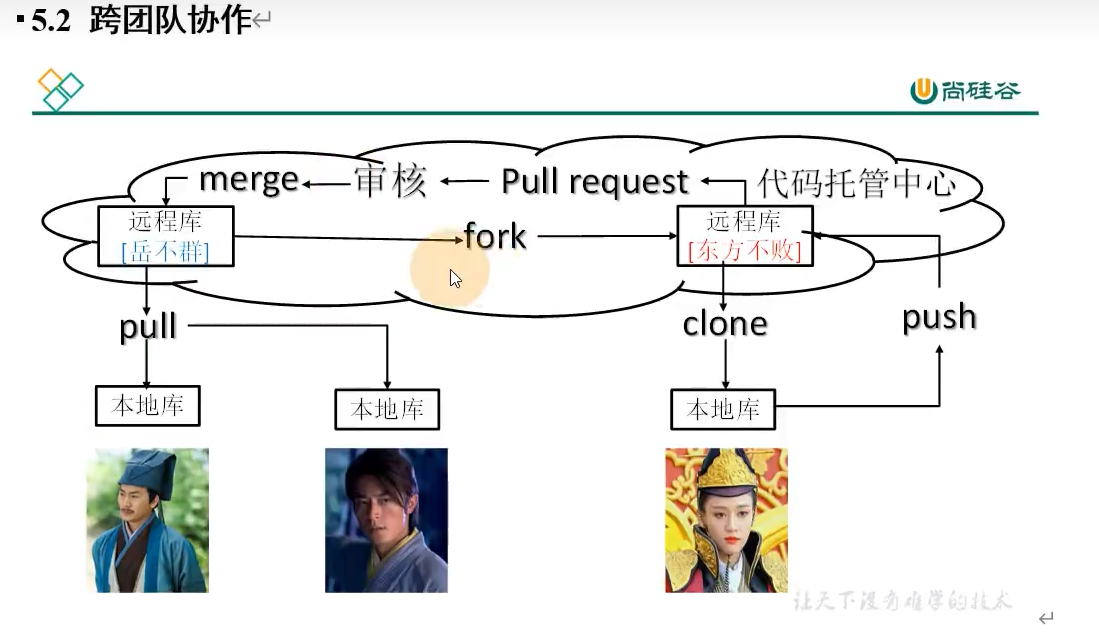 5.2 跨团队协作
尚硅谷
merge 审核 Pull request 代码托管中心
远程库
[岳不群]
fork
远程库
[东方不败]
pull
clone
push
本地库
本地库
本地库
让天下没有难学的技术